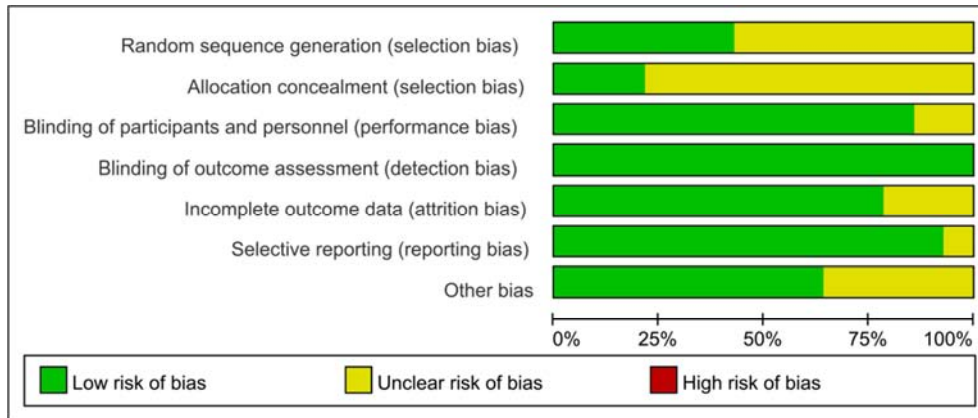 Random sequence generation (selection bias)
Allocation concealment (selection bias)
Blinding of participants and personnel (performance bias)
Blinding of outcome assessment (detection bias)
Incomplete outcome data (attrition bias)
Selective reporting (reporting bias)
Other bias
0% 25% 50% 75% 100%
Low risk of bias Unclear risk of bias High risk of bias